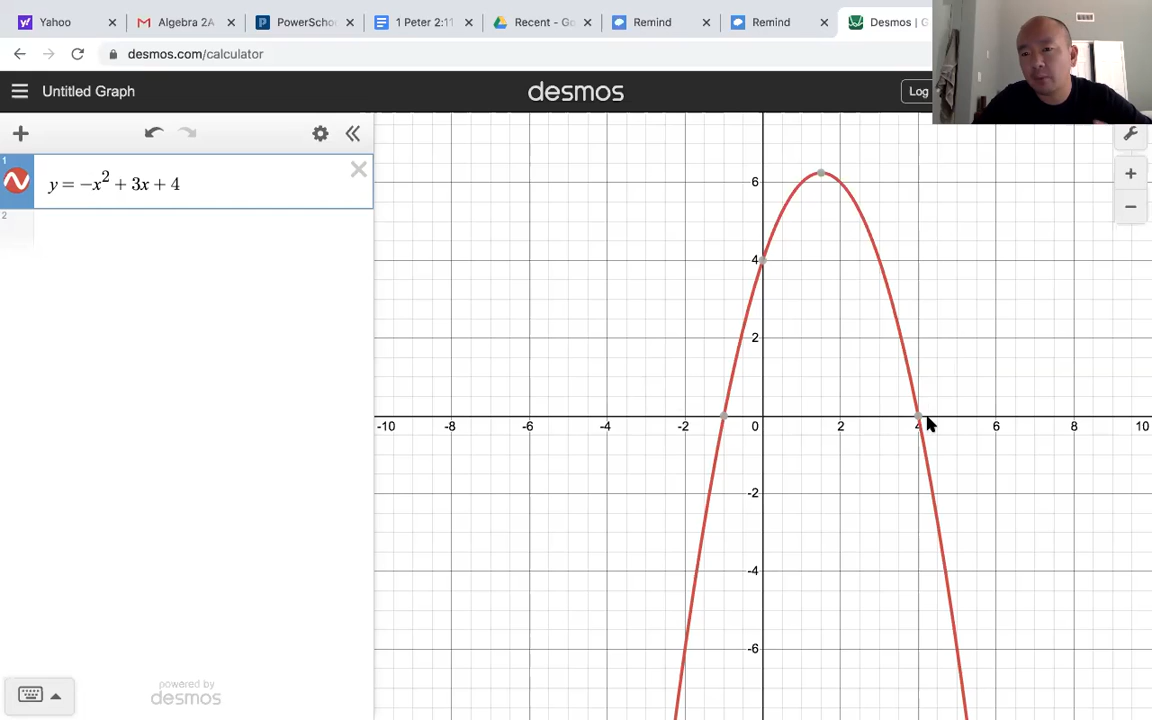 Yahoo
Algebra 2A
PowerSchoo
1 Peter 2:11
Recent - Go
Remind
Remind
Desmos | G
desmos.com/calculator
Untitled Graph
desmos
Log
1
y = −x² + 3x + 4
2
6
4
2
-10 -8 -6 -4 -2 0 2 4 6 8 10
-2
-4
-6
powered by
desmos